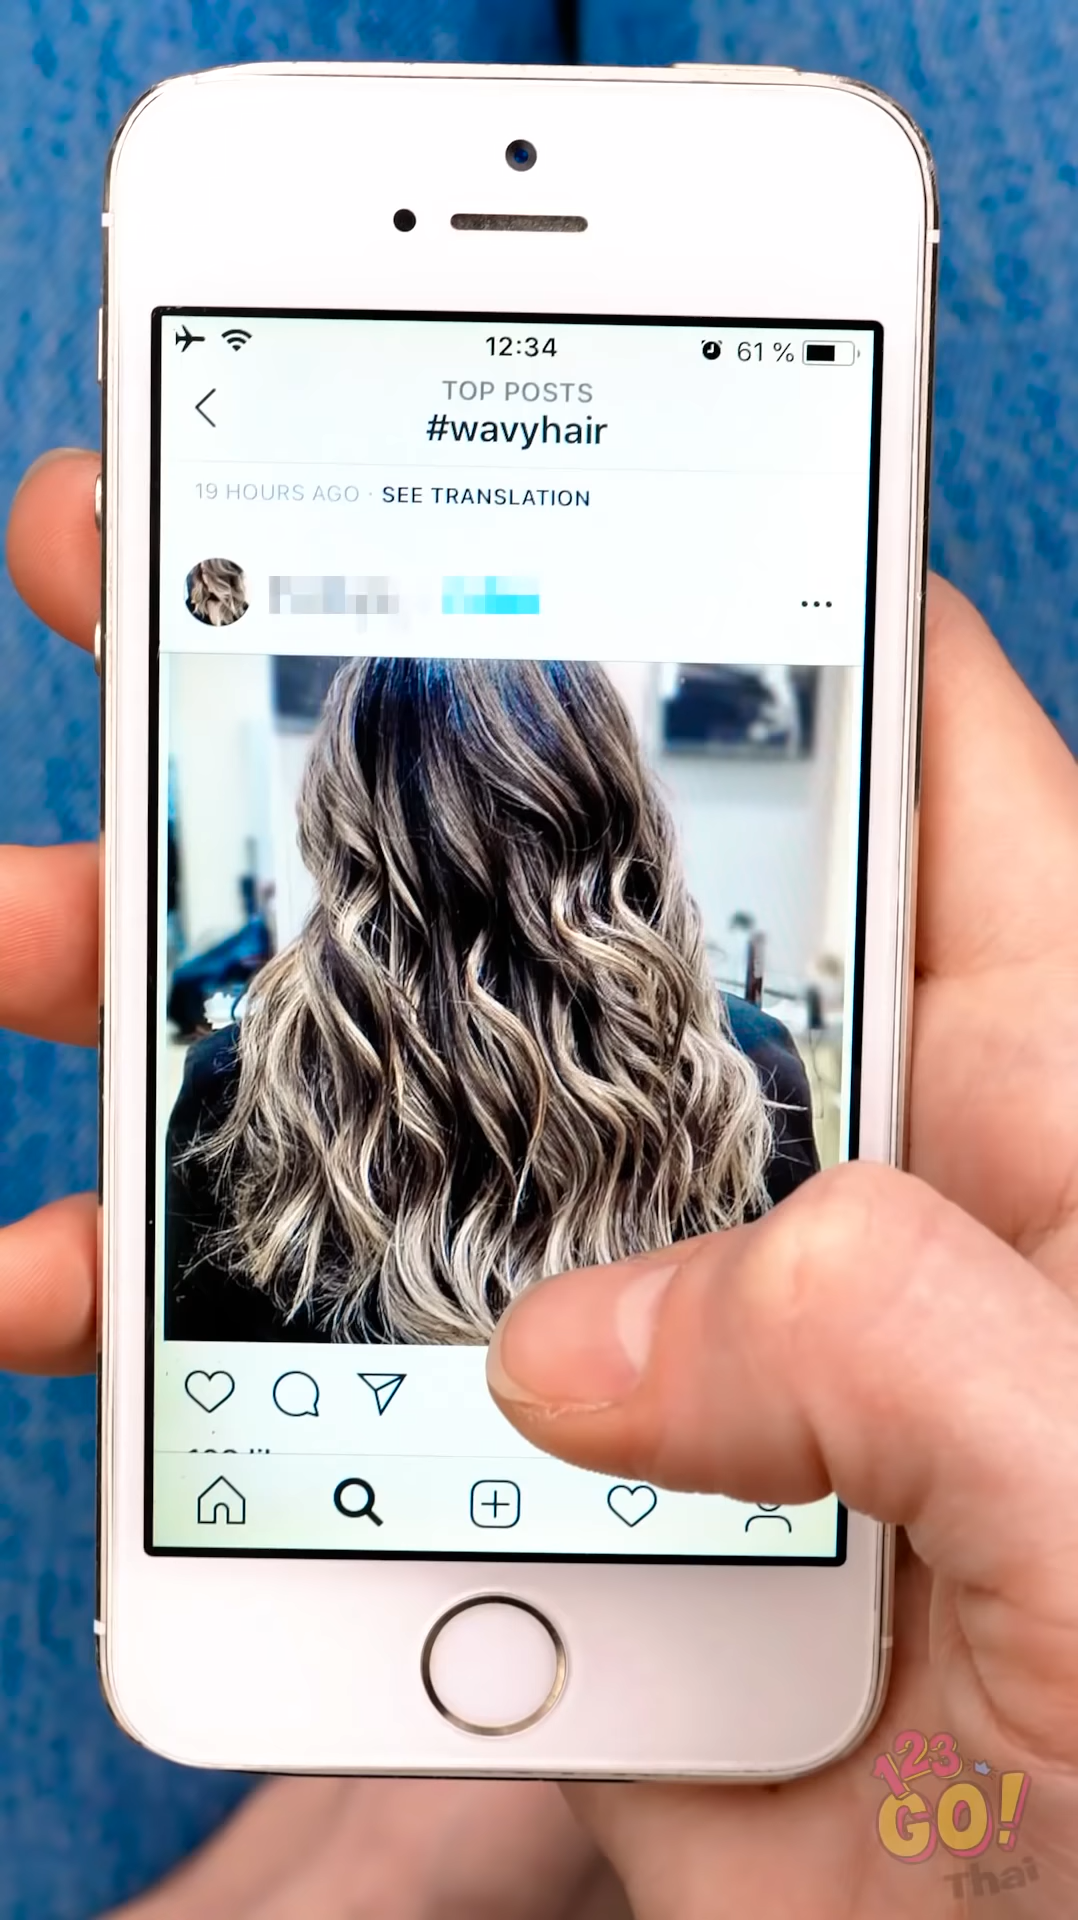 12:34
61 %
TOP POSTS
#wavyhair
19 HOURS AGO · SEE TRANSLATION
123
GO!
Thai